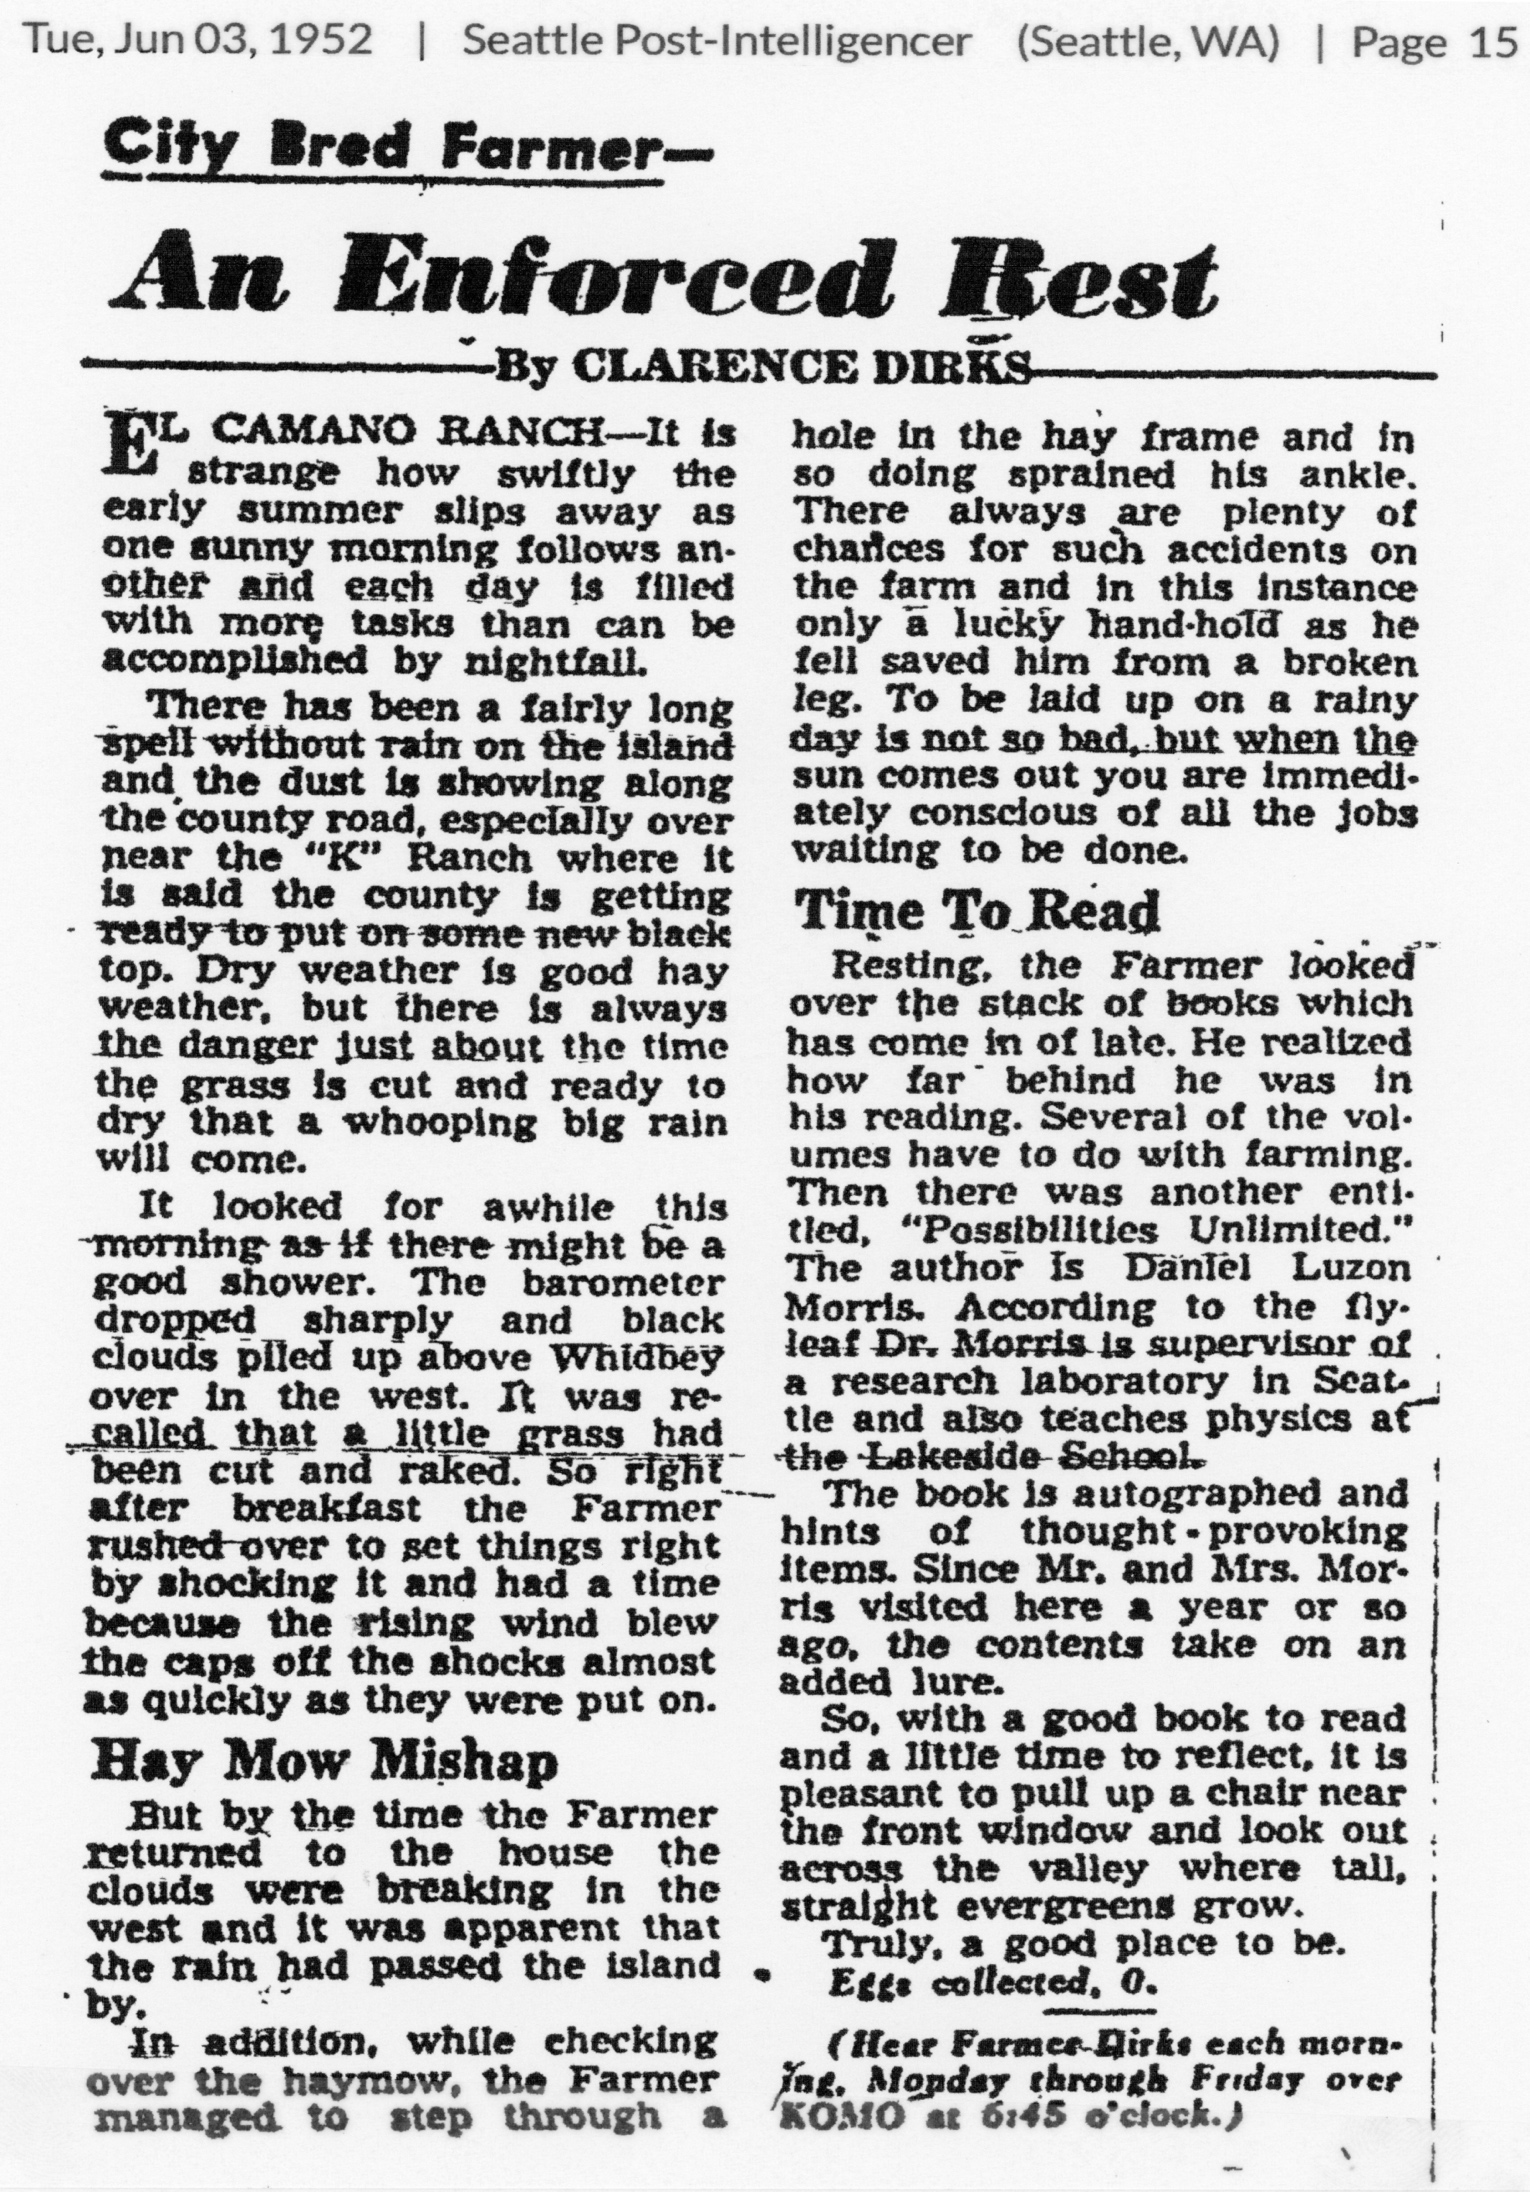 Tue, Jun 03, 1952 | Seattle Post-Intelligencer (Seattle, WA) | Page 15
City Bred Farmer—
An Enforced Rest
By CLARENCE DIRKS
EL CAMANO RANCH—It is
strange how swiftly the
early summer slips away as
one sunny morning follows an-
other and each day is filled
with more tasks than can be
accomplished by nightfall.
There has been a fairly long
spell without rain on the island
and the dust is showing along
the county road, especially over
near the "K" Ranch where it
is said the county is getting
ready to put on some new black
top. Dry weather is good hay
weather, but there is always
the danger just about the time
the grass is cut and ready to
dry that a whooping big rain
will come.
It looked for awhile this
morning as if there might be a
good shower. The barometer
dropped sharply and black
clouds piled up above Whidbey
over in the west. It was re-
called that a little grass had
been cut and raked. So right
after breakfast the Farmer
rushed over to set things right
by shocking it and had a time
because the rising wind blew
the caps off the shocks almost
as quickly as they were put on.
Hay Mow Mishap
But by the time the Farmer
returned to the house the
clouds were breaking in the
west and it was apparent that
the rain had passed the island
by.
In addition, while checking
over the haymow, the Farmer
managed to step through a
hole in the hay frame and in
so doing sprained his ankle.
There always are plenty of
chances for such accidents on
the farm and in this instance
only a lucky hand-hold as he
fell saved him from a broken
leg. To be laid up on a rainy
day is not so bad, but when the
sun comes out you are immedi-
ately conscious of all the jobs
waiting to be done.
Time To Read
Resting, the Farmer looked
over the stack of books which
has come in of late. He realized
how far behind he was in
his reading. Several of the vol-
umes have to do with farming.
Then there was another enti-
tled, "Possibilities Unlimited."
The author is Daniel Luzon
Morris. According to the fly-
leaf Dr. Morris is supervisor of
a research laboratory in Seat-
tle and also teaches physics at
the Lakeside School.
The book is autographed and
hints of thought-provoking
items. Since Mr. and Mrs. Mor-
ris visited here a year or so
ago, the contents take on an
added lure.
So, with a good book to read
and a little time to reflect, it is
pleasant to pull up a chair near
the front window and look out
across the valley where tall,
straight evergreens grow.
Truly, a good place to be.
Eggs collected, 0.
(Hear Farmer Dirks each morn-
ing, Monday through Friday over
KOMO at 6:45 o'clock.)